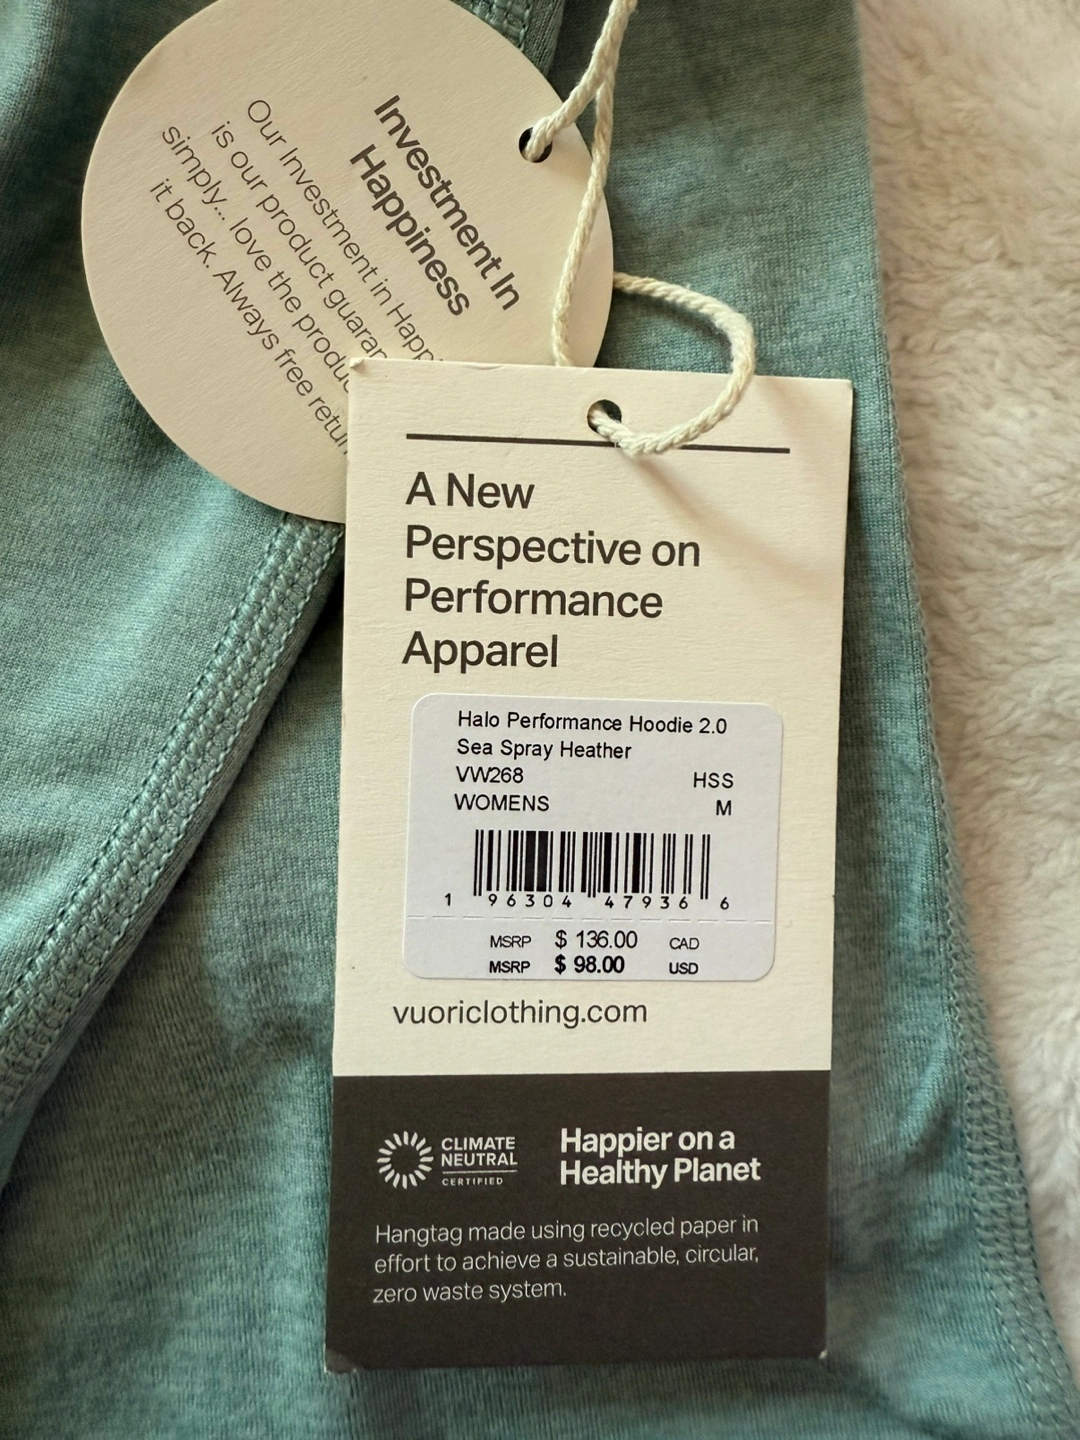 Investment In
Happiness
Our Investment in Happ
is our product guaran
simply... love the produ
it back. Always free retur
A New
Perspective on
Performance
Apparel
Halo Performance Hoodie 2.0
Sea Spray Heather
VW268 HSS
WOMENS M
1 96304 47936 6
MSRP $ 136.00 CAD
MSRP $ 98.00 USD
vuoriclothing.com
CLIMATE
NEUTRAL
CERTIFIED
Happier on a
Healthy Planet
Hangtag made using recycled paper in
effort to achieve a sustainable, circular,
zero waste system.